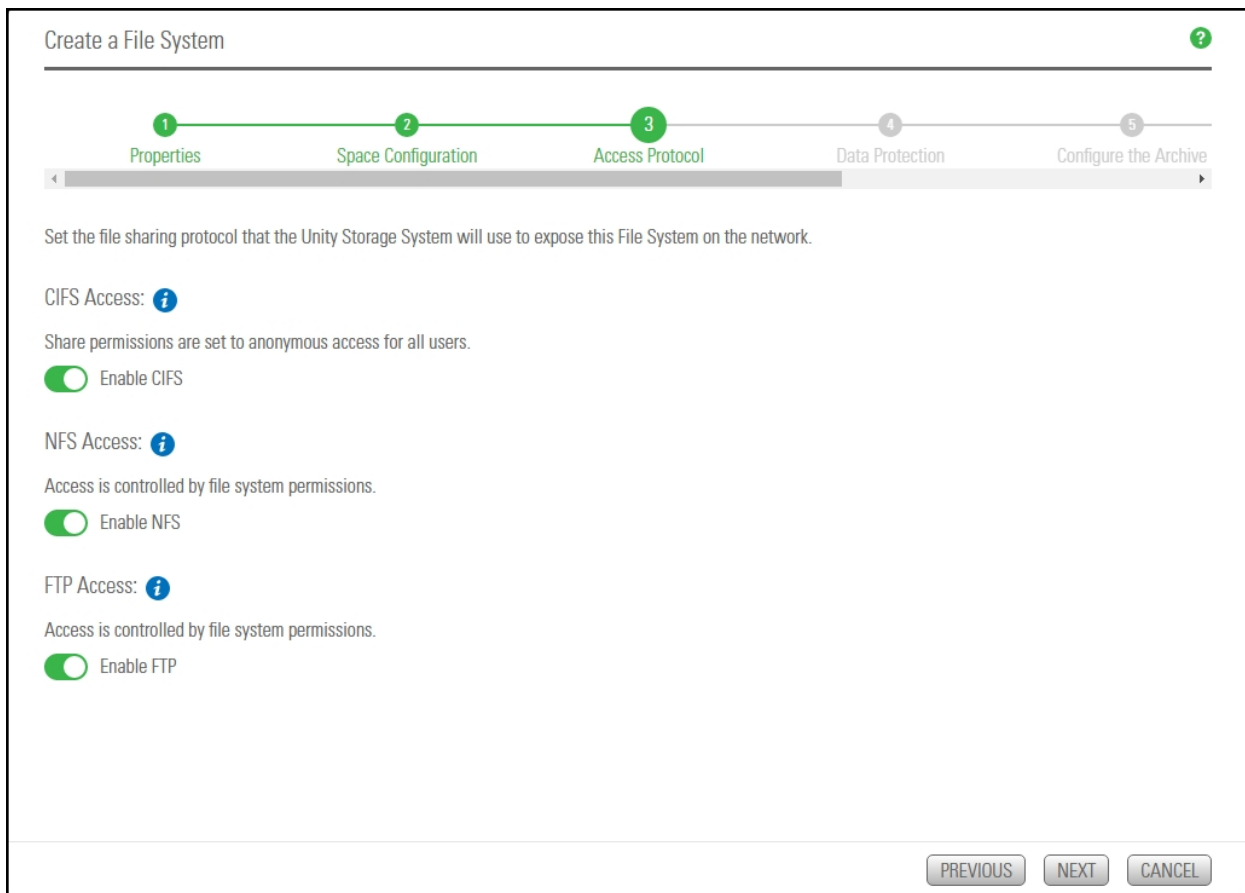 Create a File System
?
1 2 3 4 5
Properties Space Configuration Access Protocol Data Protection Configure the Archive
Set the file sharing protocol that the Unity Storage System will use to expose this File System on the network.
CIFS Access: i
Share permissions are set to anonymous access for all users.
Enable CIFS
NFS Access: i
Access is controlled by file system permissions.
Enable NFS
FTP Access: i
Access is controlled by file system permissions.
Enable FTP
PREVIOUS NEXT CANCEL